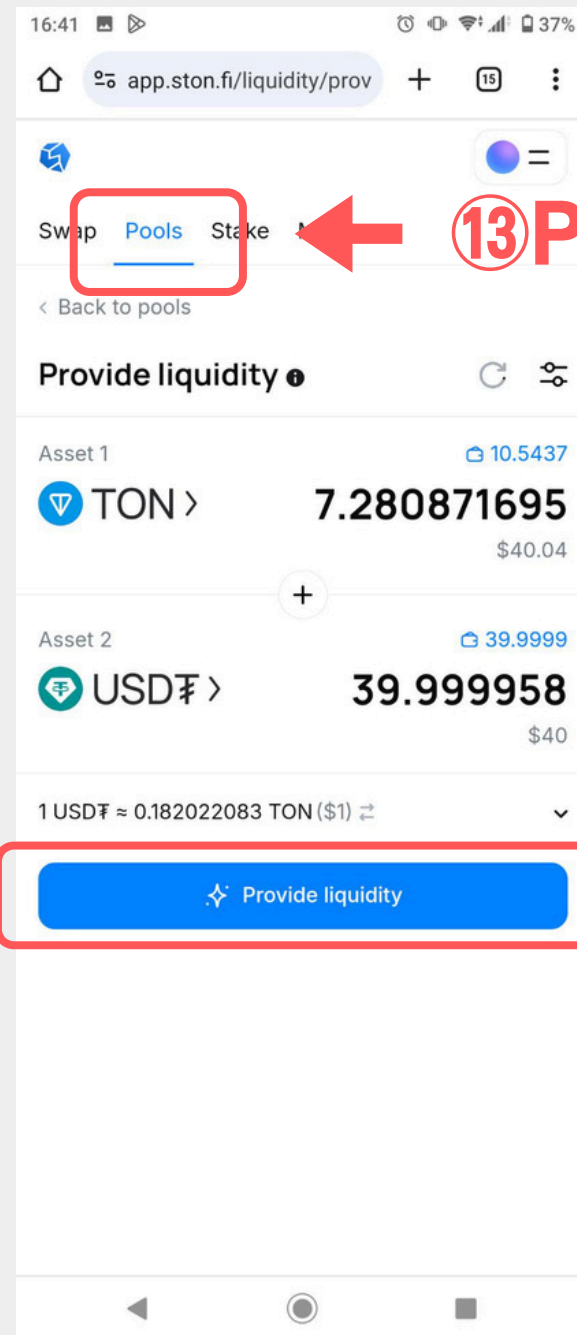 16:41 37%
app.ston.fi/liquidity/prov 15
Swap Pools Stake
⑬P
< Back to pools
Provide liquidity
Asset 1 10.5437
TON > 7.280871695
$40.04
+
Asset 2 39.9999
USD₮ > 39.999958
$40
1 USD₮ ≈ 0.182022083 TON ($1)
Provide liquidity